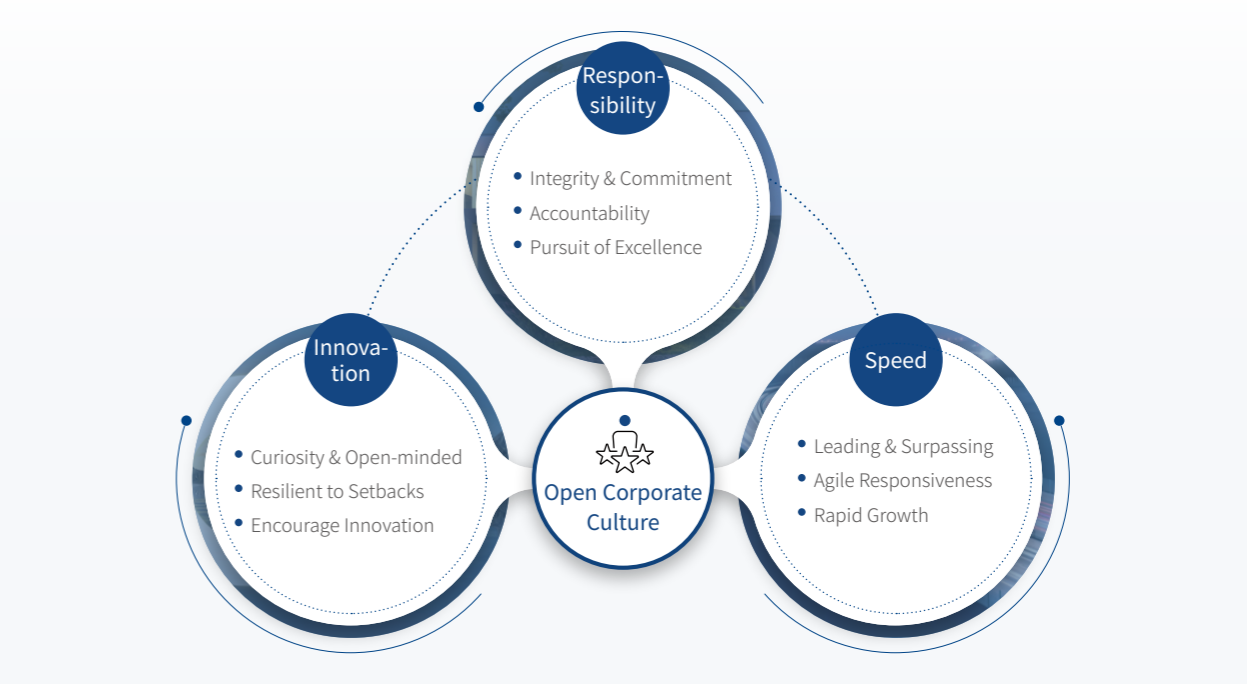 Respon-
sibility
Integrity & Commitment
Accountability
Pursuit of Excellence
Innova-
tion
Curiosity & Open-minded
Resilient to Setbacks
Encourage Innovation
Open Corporate
Culture
Speed
Leading & Surpassing
Agile Responsiveness
Rapid Growth